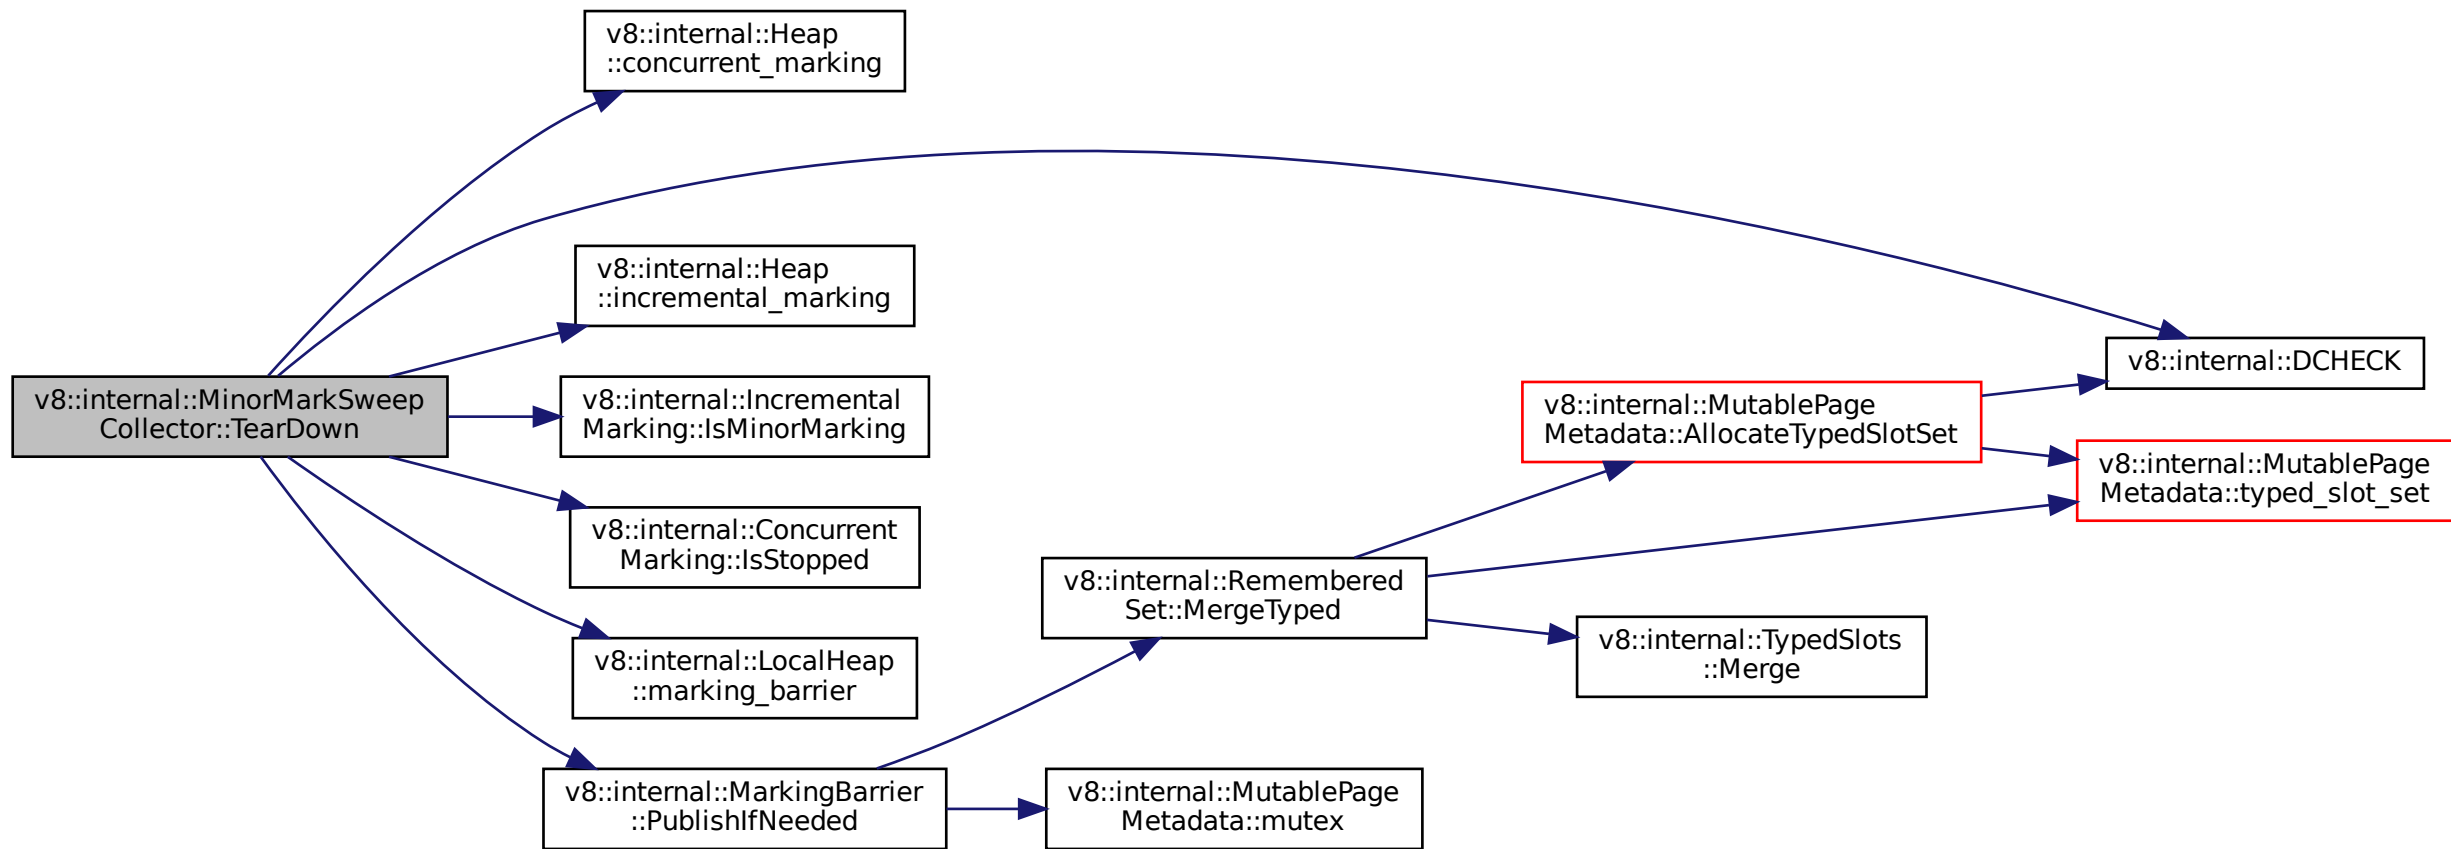 v8::internal::Heap
::concurrent_marking
v8::internal::Heap
::incremental_marking
v8::internal::DCHECK
v8::internal::MinorMarkSweep
Collector::TearDown
v8::internal::Incremental
Marking::IsMinorMarking
v8::internal::MutablePage
Metadata::AllocateTypedSlotSet
v8::internal::MutablePage
Metadata::typed_slot_set
v8::internal::Concurrent
Marking::IsStopped
v8::internal::Remembered
Set::MergeTyped
v8::internal::TypedSlots
::Merge
v8::internal::LocalHeap
::marking_barrier
v8::internal::MarkingBarrier
::PublishIfNeeded
v8::internal::MutablePage
Metadata::mutex